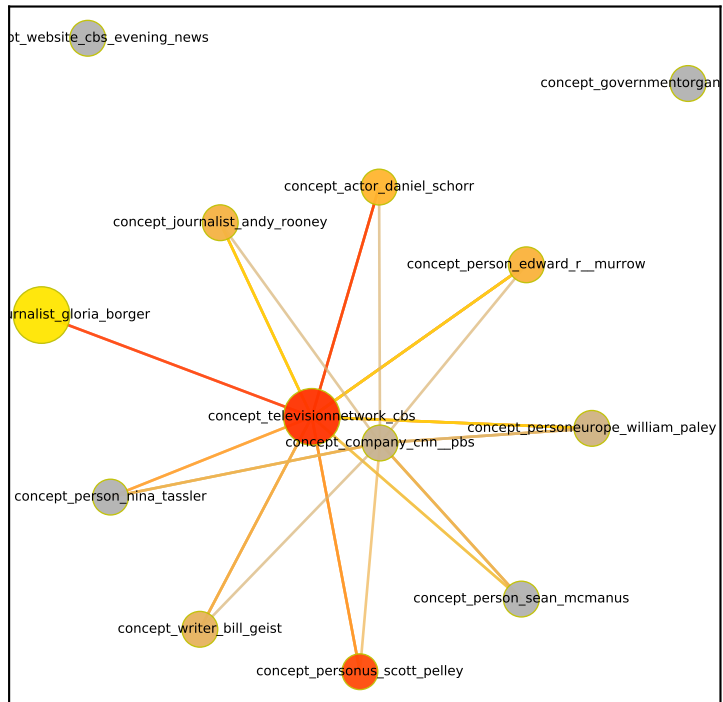 pt_website_cbs_evening_news
concept_governmentorgan
concept_actor_daniel_schorr
concept_journalist_andy_rooney
concept_person_edward_r__murrow
urnalist_gloria_borger
concept_televisionnetwork_cbs
concept_personeurope_william_paley
concept_company_cnn__pbs
concept_person_nina_tassler
concept_person_sean_mcmanus
concept_writer_bill_geist
concept_personus_scott_pelley